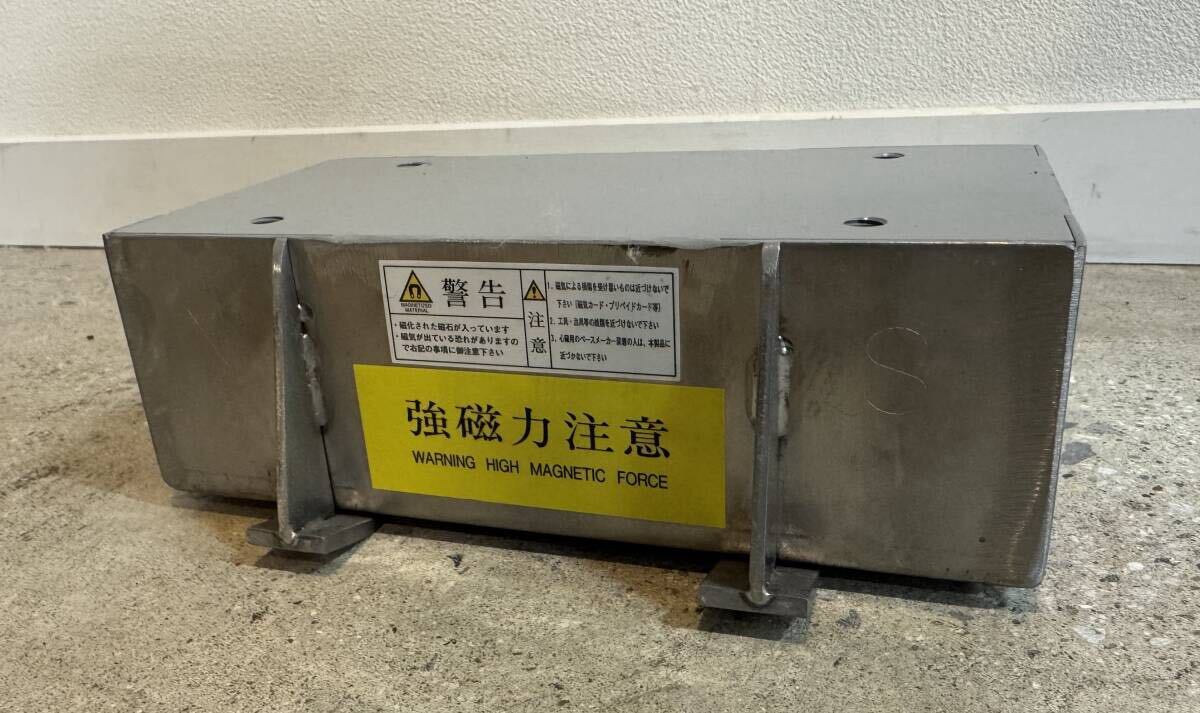 MAGNETIZED
MATERIAL
警告
・磁化された磁石が入っています
・磁気が出ている恐れがありますの
で右記の事項に御注意下さい
注
意
1、磁気による損傷を受け易いものは近づけないで
下さい（磁気カード・プリペイドカード等）
2、工具・治具等の鉄類を近づけないで下さい
3、心臓用のペースメーカー装着の人は、本製品に
近づかないで下さい
強磁力注意
WARNING HIGH MAGNETIC FORCE
S